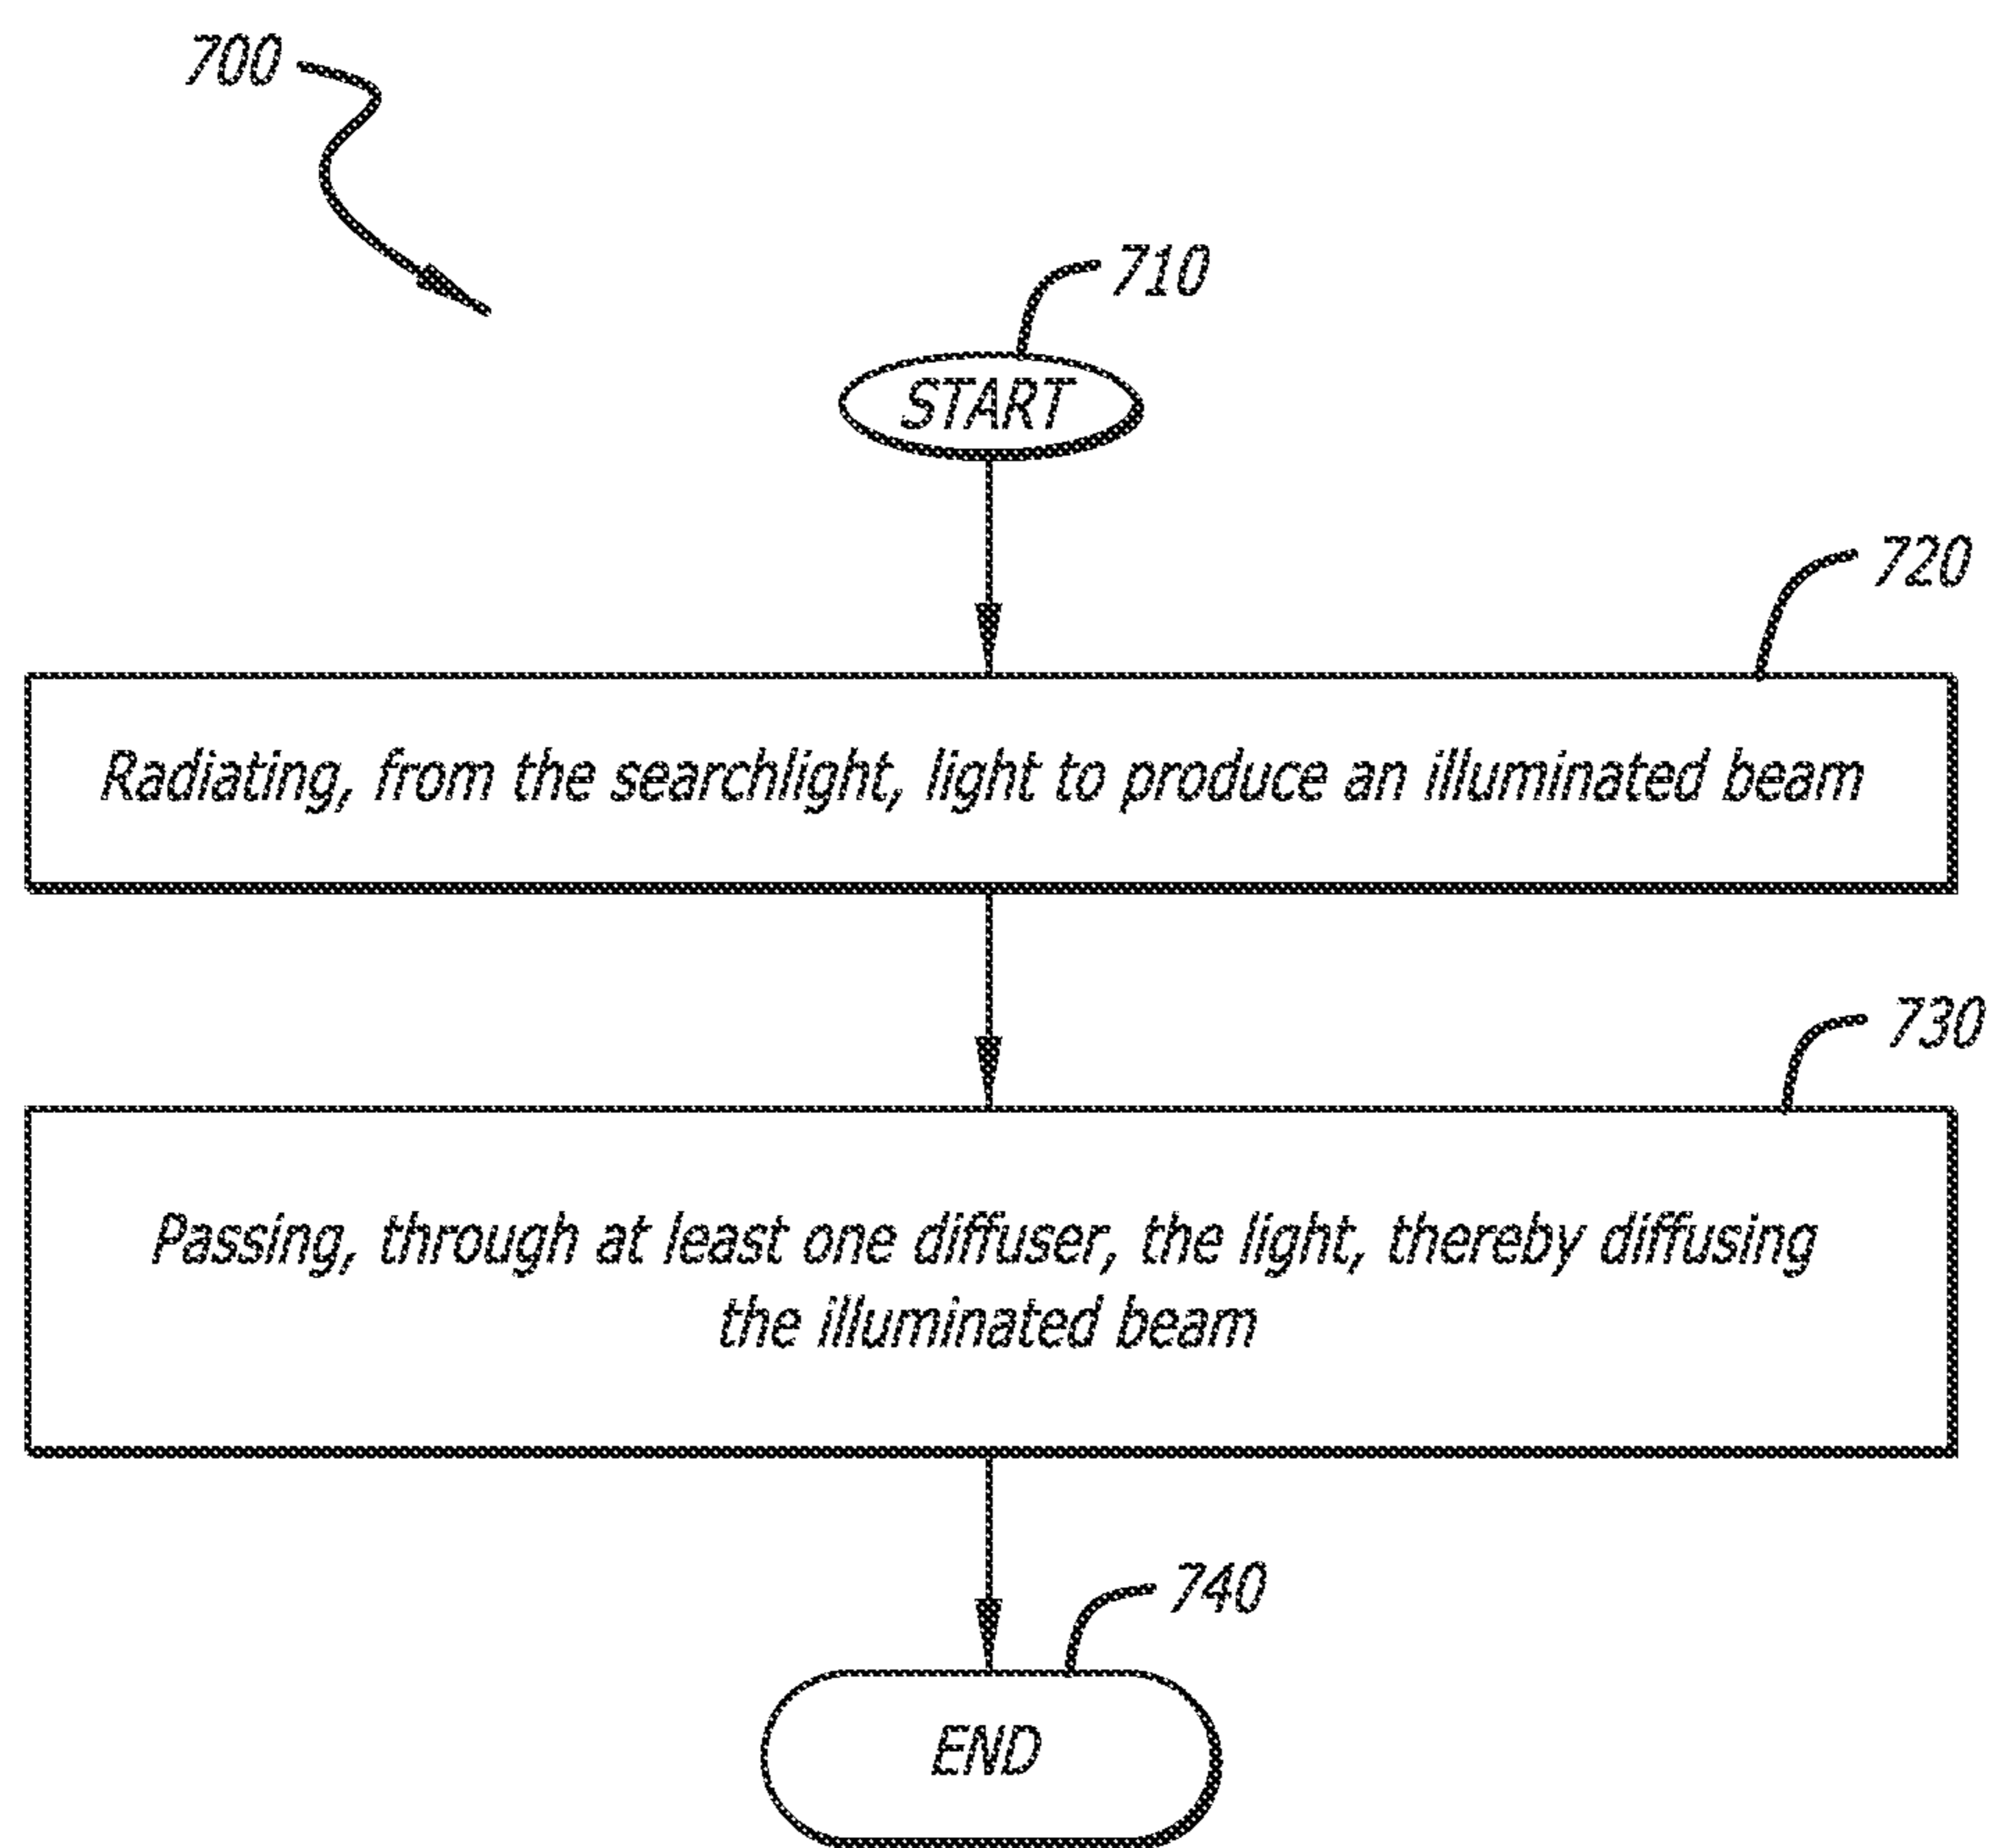 700
710
START
720
Radiating, from the searchlight, light to produce an illuminated beam
730
Passing, through at least one diffuser, the light, thereby diffusing
the illuminated beam
740
END